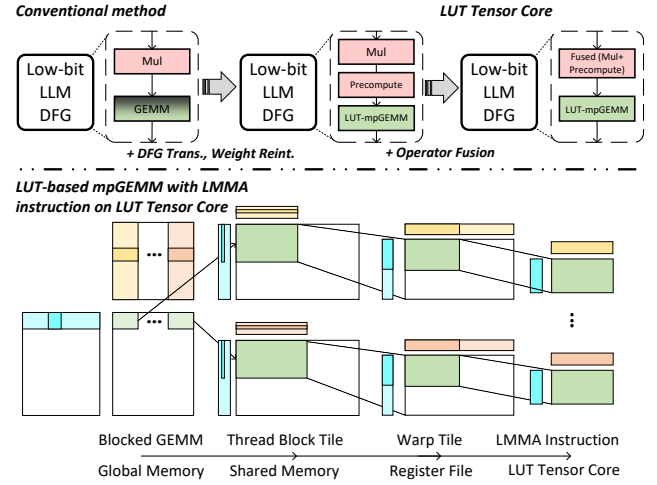 Conventional method
LUT Tensor Core
Low-bit
LLM
DFG
Mul
GEMM
Low-bit
LLM
DFG
Mul
Precompute
LUT-mpGEMM
Low-bit
LLM
DFG
Fused (Mul+
Precompute)
LUT-mpGEMM
+ DFG Trans., Weight Reint.
+ Operator Fusion
LUT-based mpGEMM with LMMA
instruction on LUT Tensor Core
•••
•••
⋮
Blocked GEMM Thread Block Tile Warp Tile LMMA Instruction
Global Memory Shared Memory Register File LUT Tensor Core